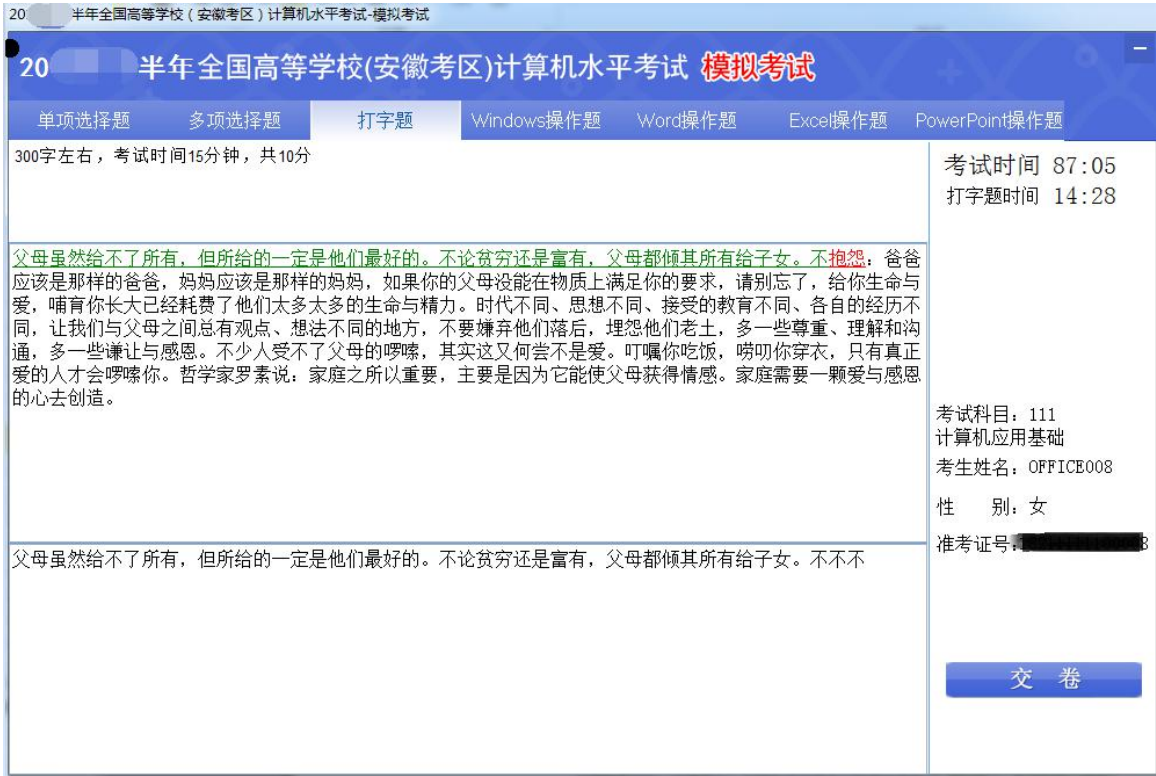 20 半年全国高等学校（安徽考区）计算机水平考试-模拟考试
20 半年全国高等学校(安徽考区)计算机水平考试 模拟考试
单项选择题 多项选择题 打字题 Windows操作题 Word操作题 Excel操作题 PowerPoint操作题
300字左右，考试时间15分钟，共10分
考试时间 87:05
打字题时间 14:28
父母虽然给不了所有，但所给的一定是他们最好的。不论贫穷还是富有，父母都倾其所有给子女。不抱怨：爸爸
应该是那样的爸爸，妈妈应该是那样的妈妈，如果你的父母没能在物质上满足你的要求，请别忘了，给你生命与
爱，哺育你长大已经耗费了他们太多太多的生命与精力。时代不同、思想不同、接受的教育不同、各自的经历不
同，让我们与父母之间总有观点、想法不同的地方，不要嫌弃他们落后，埋怨他们老土，多一些尊重、理解和沟
通，多一些谦让与感恩。不少人受不了父母的啰嗦，其实这又何尝不是爱。叮嘱你吃饭，唠叨你穿衣，只有真正
爱的人才会啰嗦你。哲学家罗素说：家庭之所以重要，主要是因为它能使父母获得情感。家庭需要一颗爱与感恩
的心去创造。
父母虽然给不了所有，但所给的一定是他们最好的。不论贫穷还是富有，父母都倾其所有给子女。不不不
考试科目：111
计算机应用基础
考生姓名：OFFICE008
性 别：女
准考证号：
交 卷